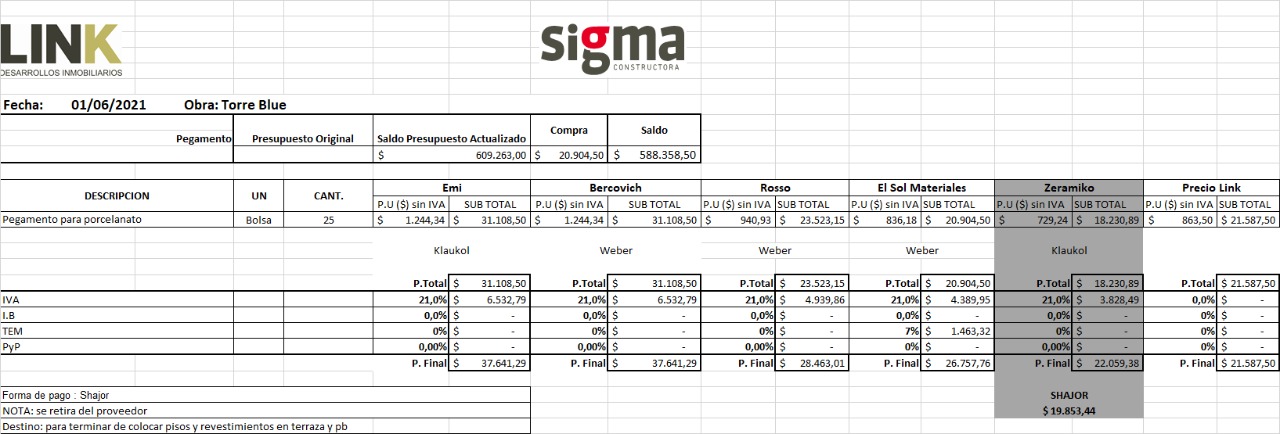 LINK
DESARROLLOS INMOBILIARIOS
sigma
CONSTRUCTORA
Fecha: 01/06/2021 Obra: Torre Blue
Pegamento Presupuesto Original Saldo Presupuesto Actualizado Compra Saldo
$ 609.263,00 $ 20.904,50 $ 588.358,50
DESCRIPCION UN CANT. Emi Bercovich Rosso El Sol Materiales Zeramiko Precio Link
P.U ($) sin IVA SUB TOTAL P.U ($) sin IVA SUB TOTAL P.U ($) sin IVA SUB TOTAL P.U ($) sin IVA SUB TOTAL P.U ($) sin IVA SUB TOTAL P.U ($) sin IVA SUB TOTAL
Pegamento para porcelanato Bolsa 25 $ 1.244,34 $ 31.108,50 $ 1.244,34 $ 31.108,50 $ 940,93 $ 23.523,15 $ 836,18 $ 20.904,50 $ 729,24 $ 18.230,89 $ 863,50 $ 21.587,50
Klaukol Weber Weber Weber Klaukol
P.Total $ 31.108,50 P.Total $ 31.108,50 P.Total $ 23.523,15 P.Total $ 20.904,50 P.Total $ 18.230,89 P.Total $ 21.587,50
IVA 21,0% $ 6.532,79 21,0% $ 6.532,79 21,0% $ 4.939,86 21,0% $ 4.389,95 21,0% $ 3.828,49 0,0% $ -
I.B 0,0% $ - 0,0% $ - 0,0% $ - 0,0% $ - 0,0% $ - 0,0% $ -
TEM 0% $ - 0% $ - 0% $ - 7% $ 1.463,32 0% $ - 0% $ -
PyP 0,00% $ - 0,00% $ - 0,00% $ - 0% $ - 0,00% $ - 0% $ -
P. Final $ 37.641,29 P. Final $ 37.641,29 P. Final $ 28.463,01 P. Final $ 26.757,76 P. Final $ 22.059,38 P. Final $ 21.587,50
Forma de pago : Shajor SHAJOR
NOTA: se retira del proveedor $ 19.853,44
Destino: para terminar de colocar pisos y revestimientos en terraza y pb